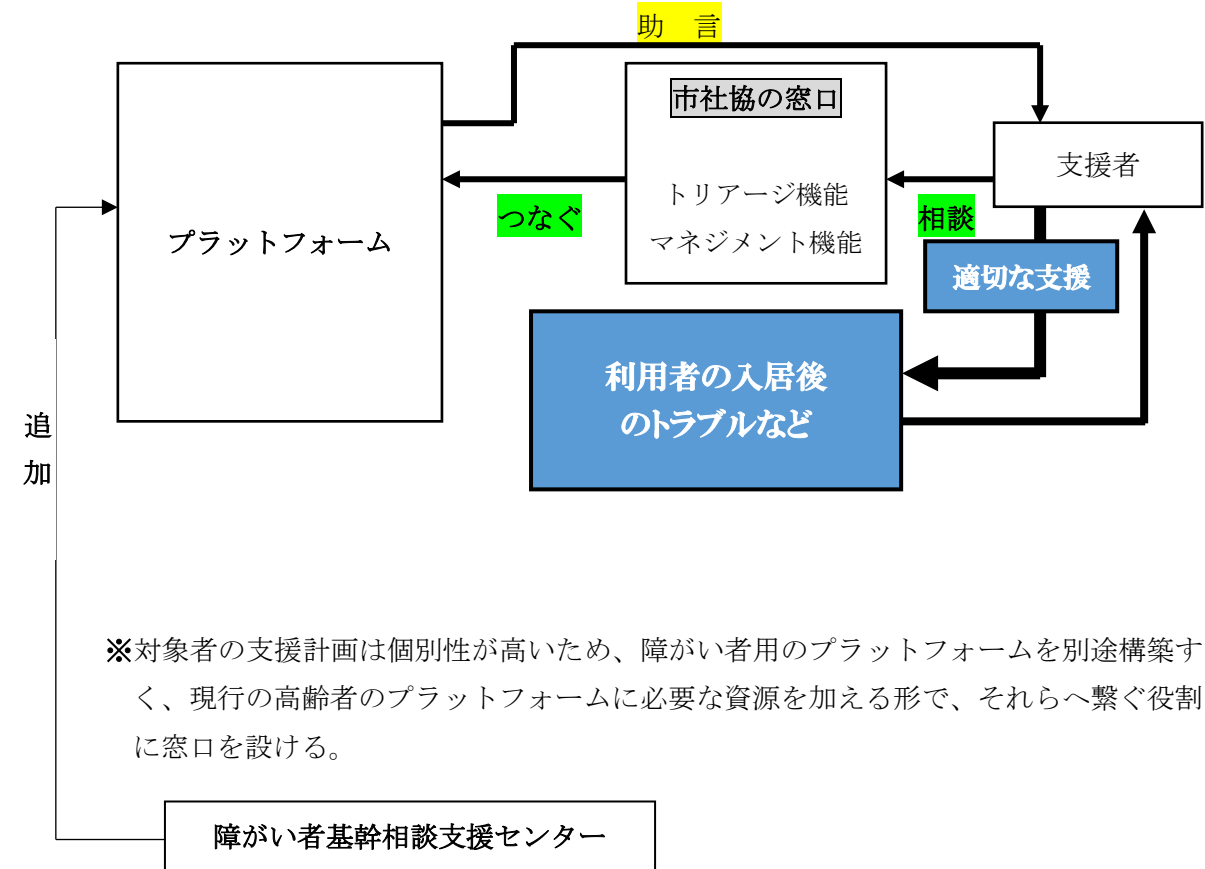 助　言
市社協の窓口
支援者
トリアージ機能
つなぐ
相談
プラットフォーム
マネジメント機能
適切な支援
利用者の入居後
のトラブルなど
追
加
※対象者の支援計画は個別性が高いため、障がい者用のプラットフォームを別途構築す
く、現行の高齢者のプラットフォームに必要な資源を加える形で、それらへ繋ぐ役割
に窓口を設ける。
障がい者基幹相談支援センター